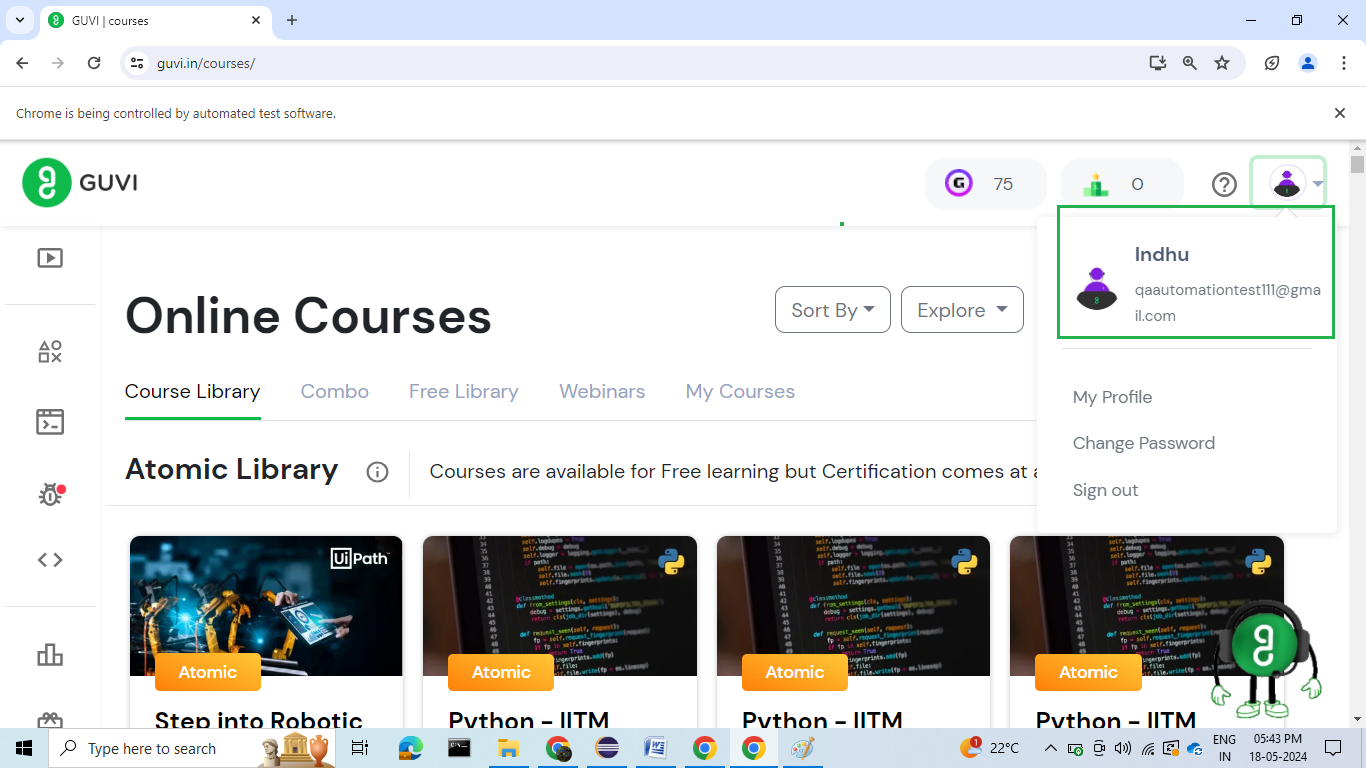 GUVI | courses
guvi.in/courses/
Chrome is being controlled by automated test software.
GUVI
75
0
Indhu
qaautomationtest111@gma
il.com
My Profile
Change Password
Sign out
Online Courses
Sort By
Explore
Course Library
Combo
Free Library
Webinars
My Courses
Atomic Library
Courses are available for Free learning but Certification comes at a
UiPath
Atomic
Atomic
Atomic
Atomic
Step into Robotic
Python - IITM
Python - IITM
Python - IITM
Type here to search
1
22°C
ENG
IN
05:43 PM
18-05-2024